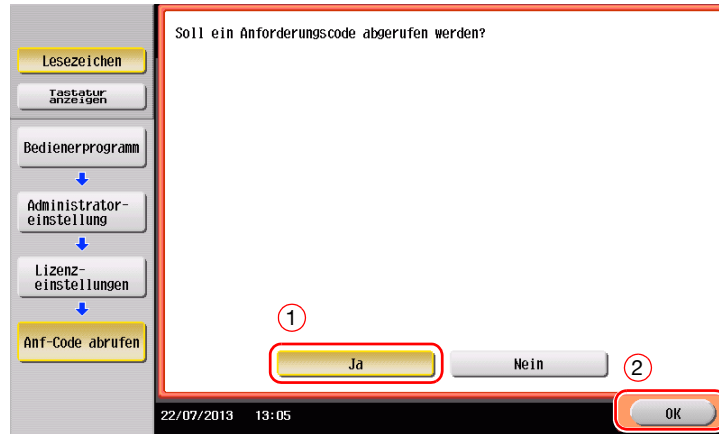 Soll ein Anforderungscode abgerufen werden?
Lesezeichen
Tastatur
anzeigen
Bedienerprogramm
Administrator-
einstellung
Lizenz-
einstellungen
Anf-Code abrufen
1
Ja
Nein
2
22/07/2013 13:05
OK